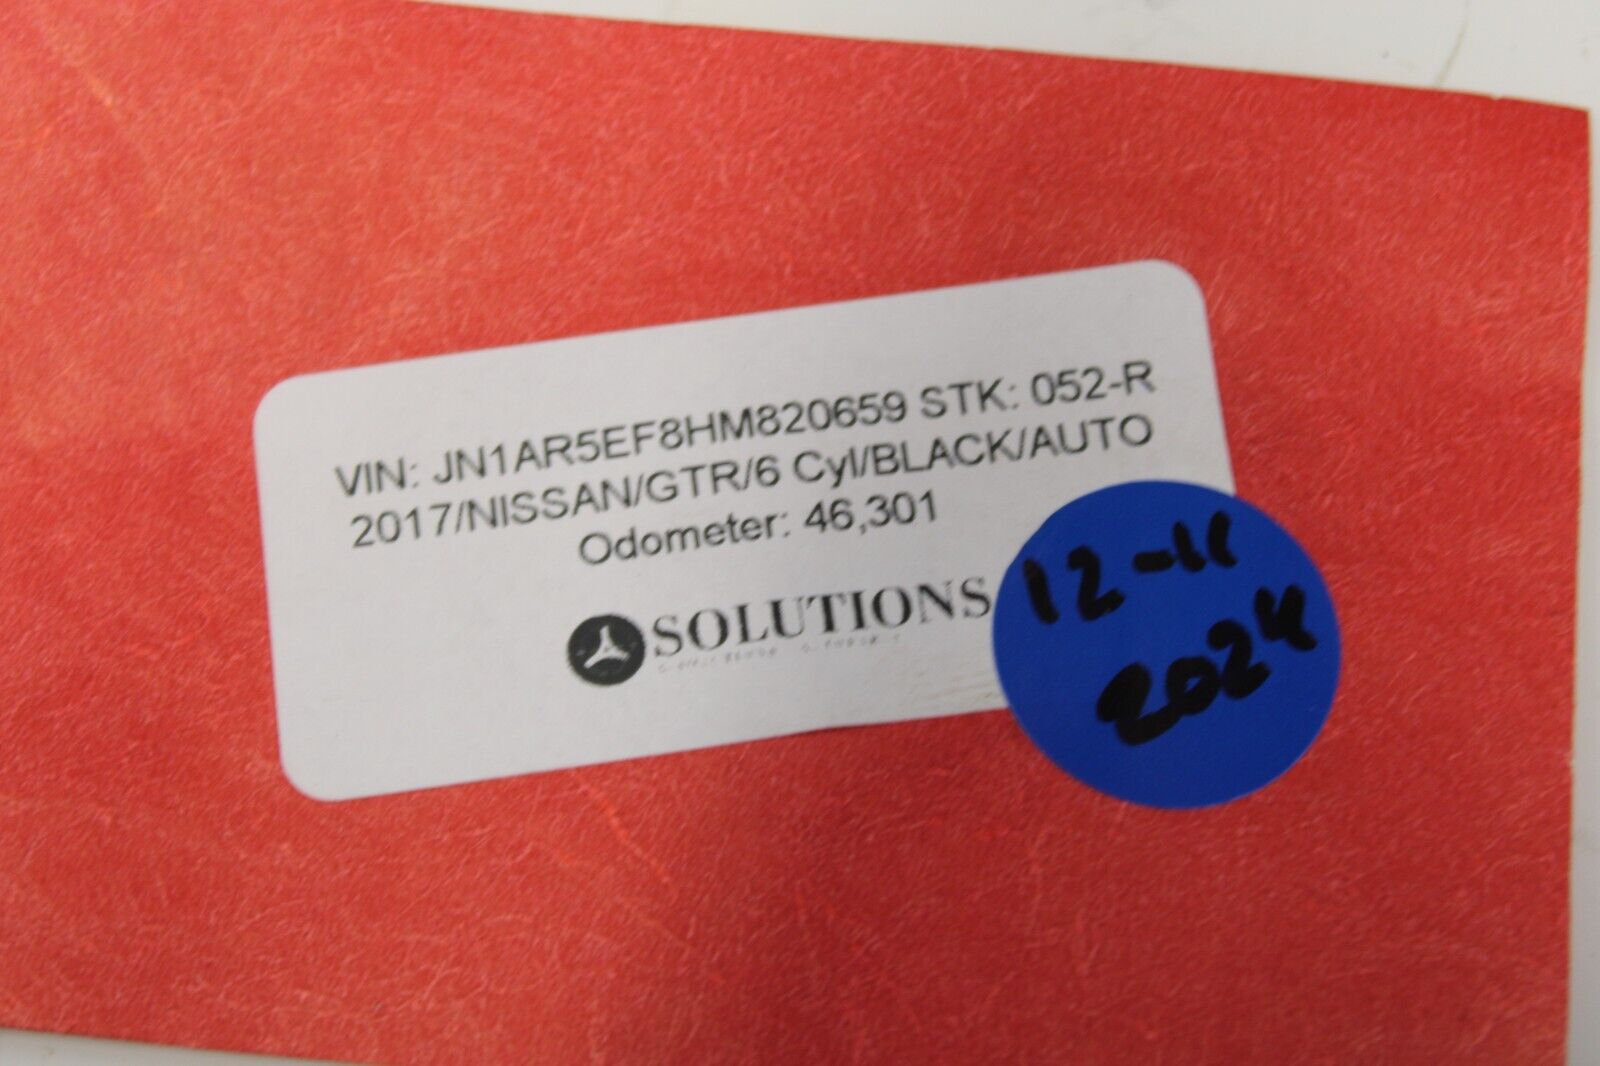 VIN: JN1AR5EF8HM820659 STK: 052-R
2017/NISSAN/GTR/6 Cyl/BLACK/AUTO
Odometer: 46,301
SOLUTIONS
12-11
2024